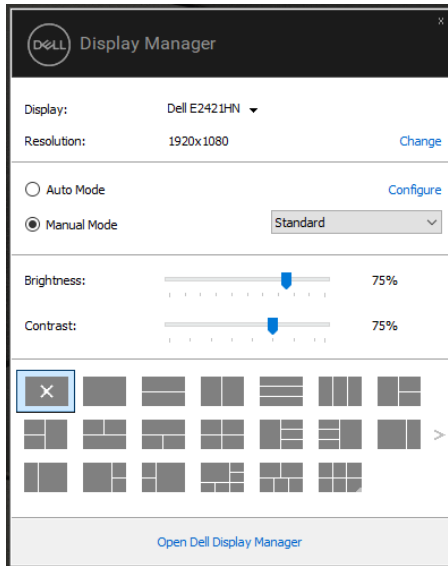 x
DELL Display Manager
Display: Dell E2421HN
Resolution: 1920x1080 Change
Auto Mode Configure
Manual Mode Standard
Brightness: 75%
Contrast: 75%
Open Dell Display Manager